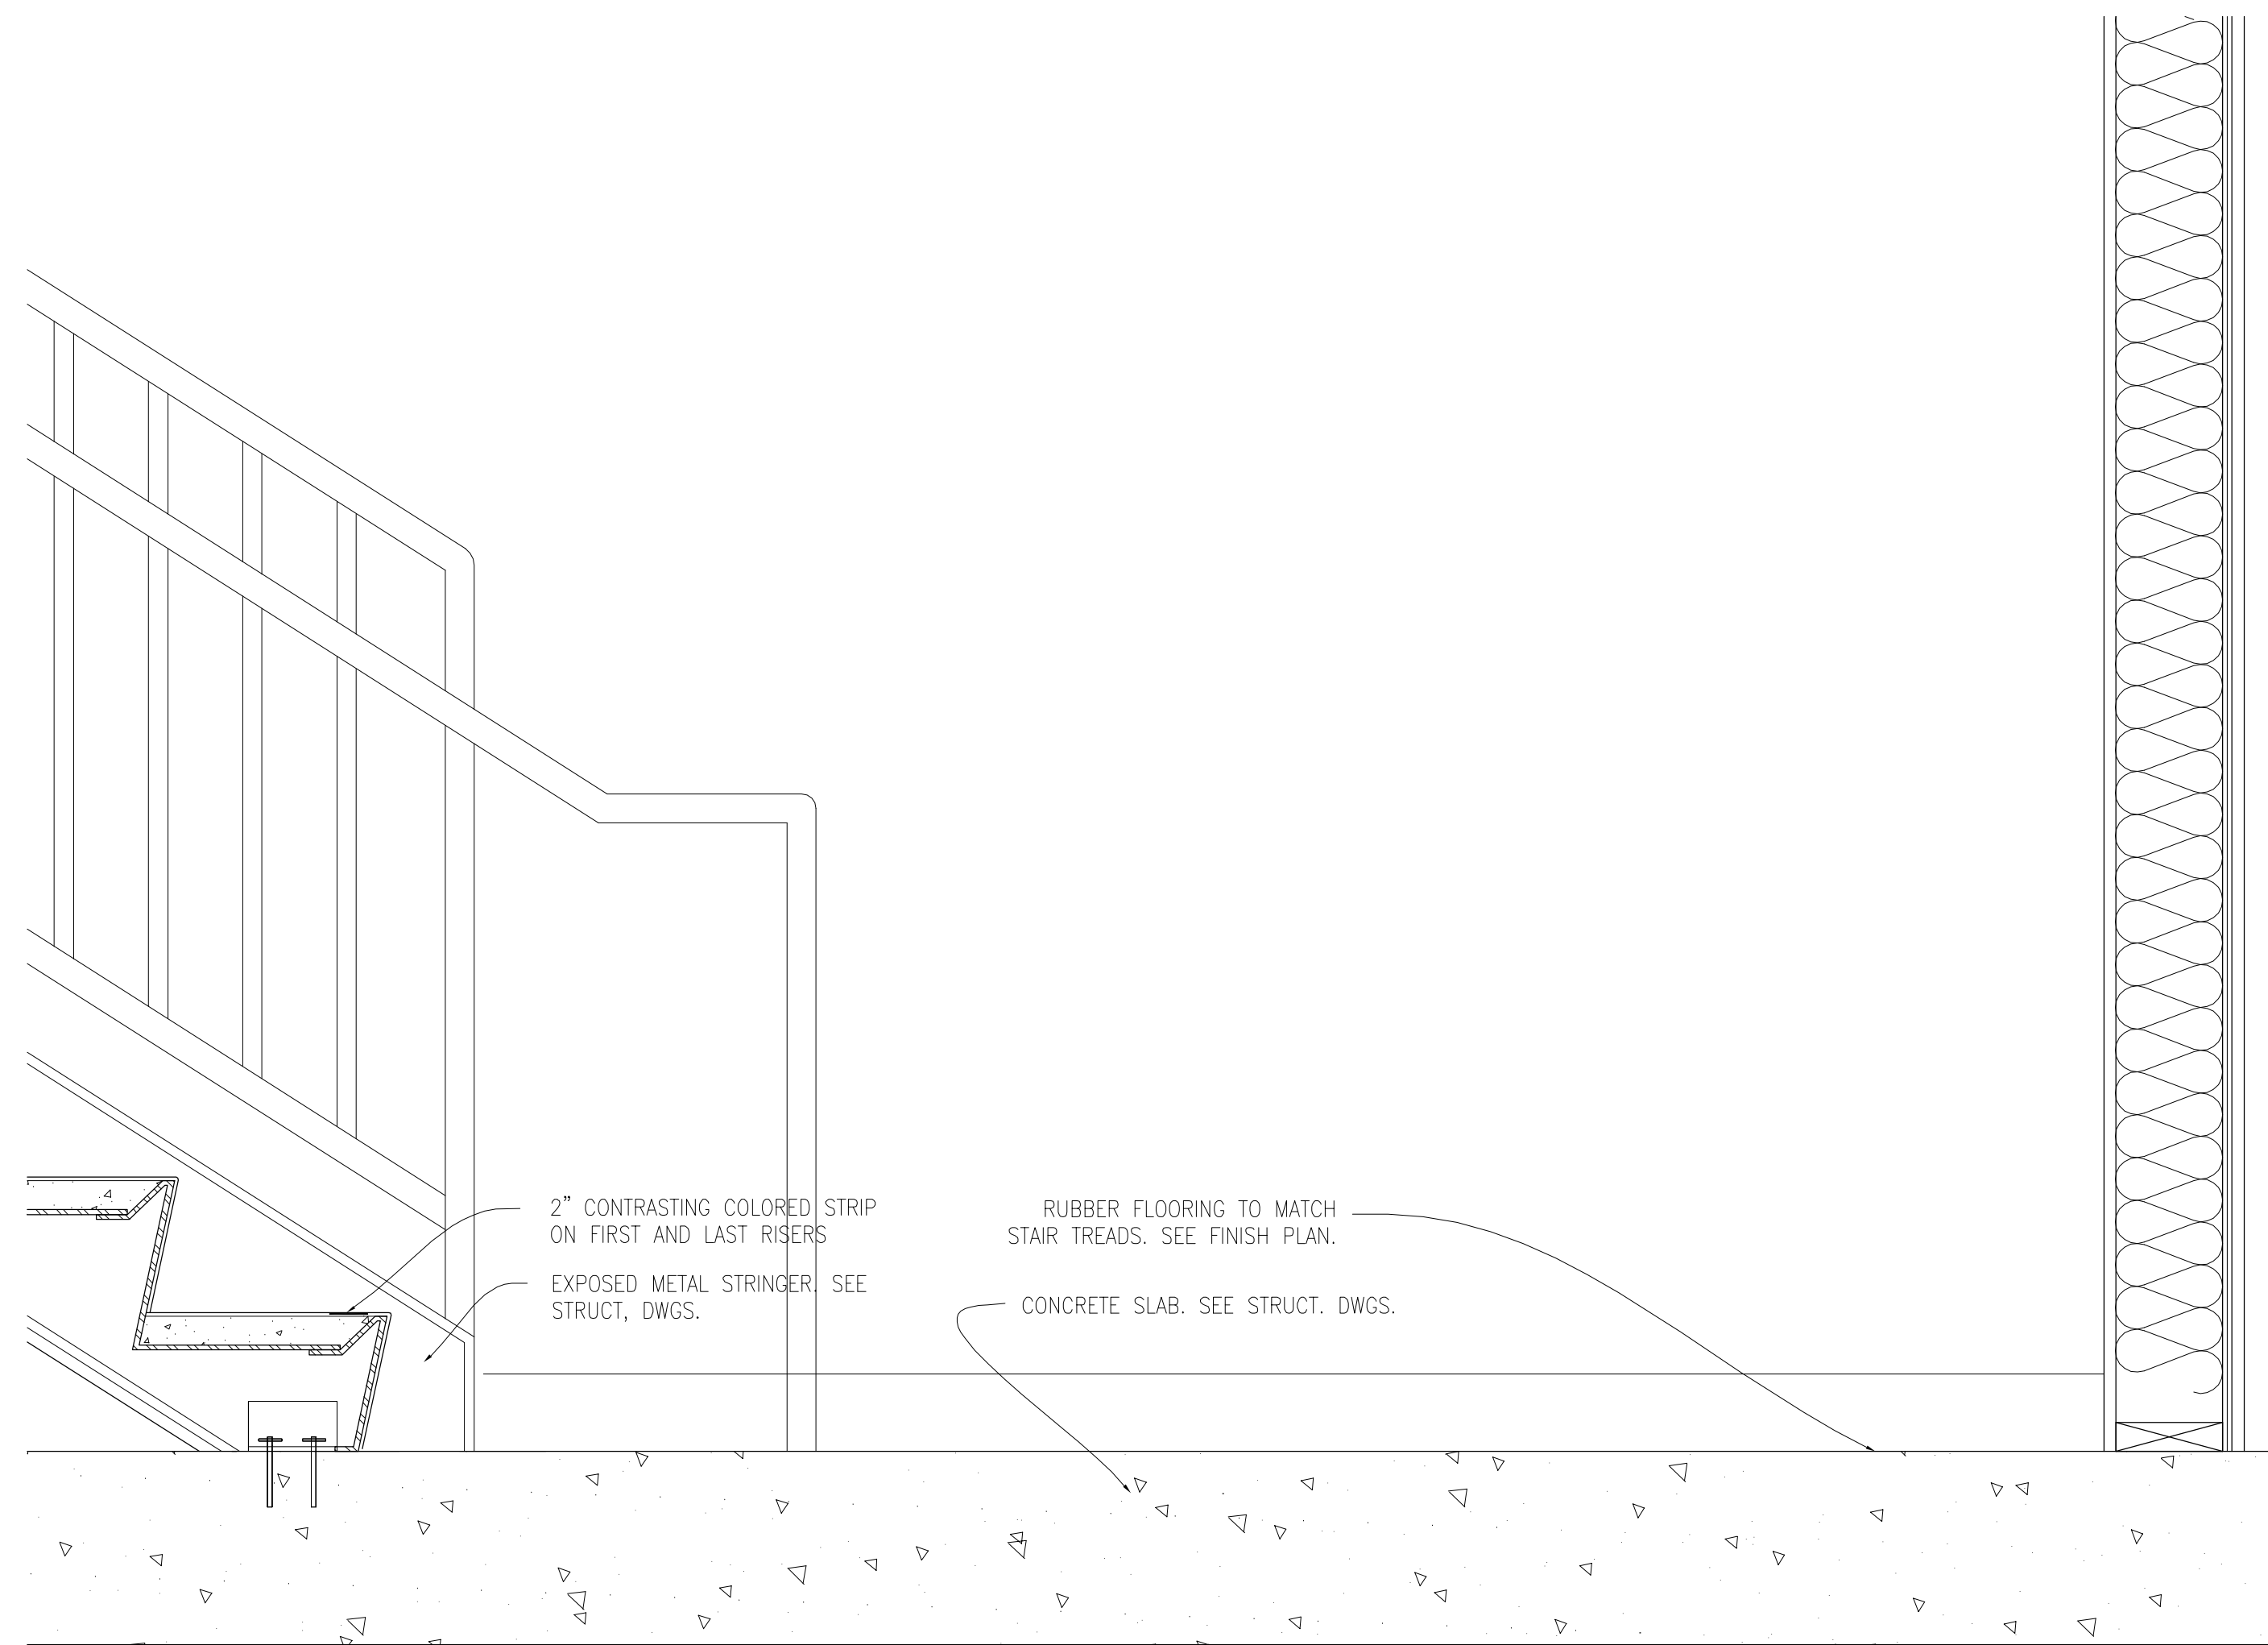 2” CONTRASTING COLORED STRIP
ON FIRST AND LAST RISERS
EXPOSED METAL STRINGER. SEE
STRUCT, DWGS.
RUBBER FLOORING TO MATCH
STAIR TREADS. SEE FINISH PLAN.
CONCRETE SLAB. SEE STRUCT. DWGS.